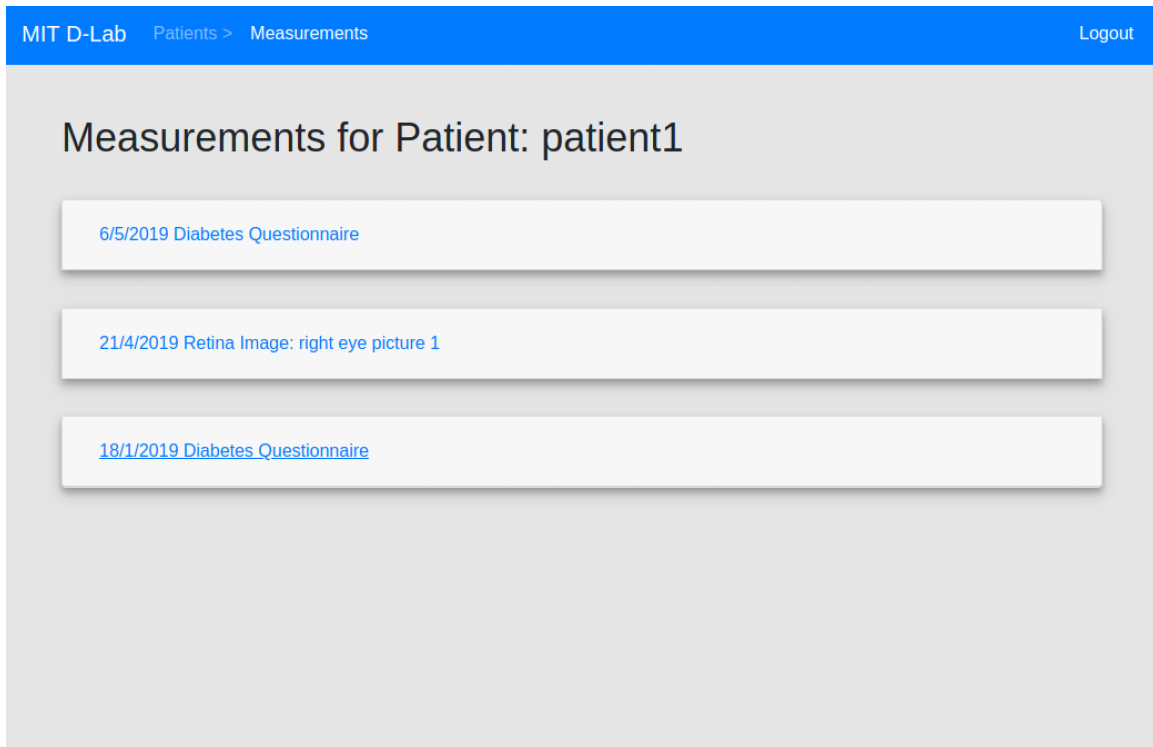 MIT D-Lab Patients > Measurements Logout
Measurements for Patient: patient1
6/5/2019 Diabetes Questionnaire
21/4/2019 Retina Image: right eye picture 1
18/1/2019 Diabetes Questionnaire